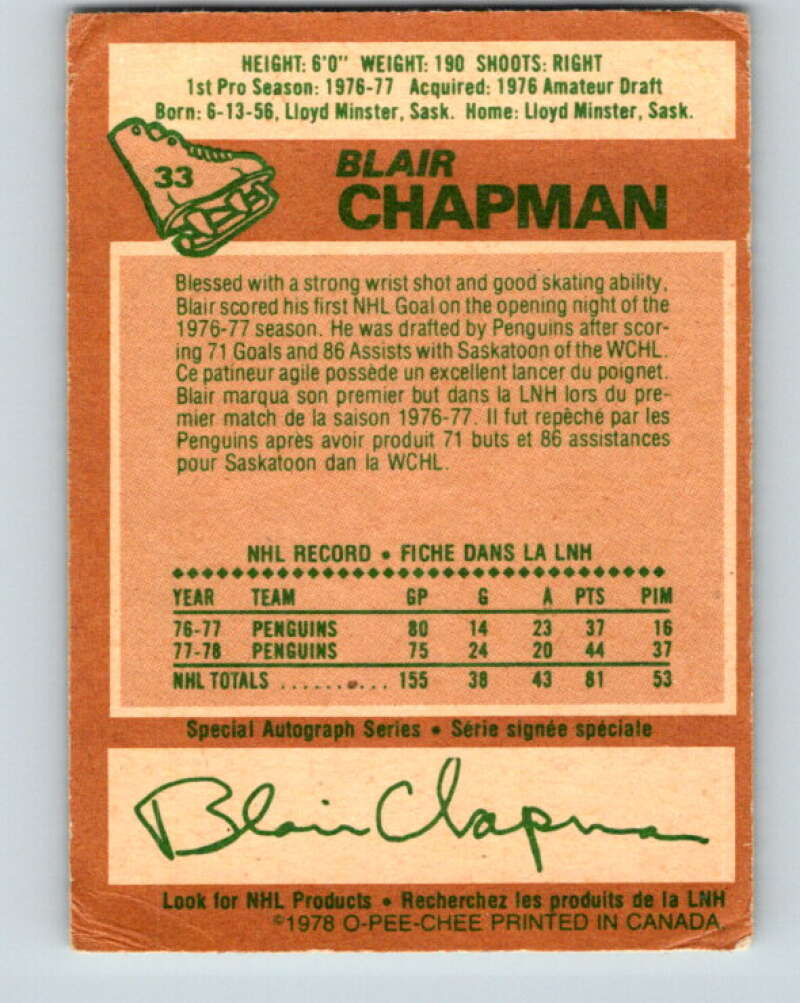 HEIGHT: 6'0" WEIGHT: 190 SHOOTS: RIGHT
1st Pro Season: 1976-77 Acquired: 1976 Amateur Draft
Born: 6-13-56, Lloyd Minster, Sask. Home: Lloyd Minster, Sask.
33
BLAIR
CHAPMAN
Blessed with a strong wrist shot and good skating ability,
Blair scored his first NHL Goal on the opening night of the
1976-77 season. He was drafted by Penguins after scor-
ing 71 Goals and 86 Assists with Saskatoon of the WCHL.
Ce patineur agile possède un excellent lancer du poignet.
Blair marqua son premier but dans la LNH lors du pre-
mier match de la saison 1976-77. Il fut repêché par les
Penguins après avoir produit 71 buts et 86 assistances
pour Saskatoon dan la WCHL.
NHL RECORD • FICHE DANS LA LNH
YEAR TEAM GP G A PTS PIM
76-77 PENGUINS 80 14 23 37 16
77-78 PENGUINS 75 24 20 44 37
NHL TOTALS .......... 155 38 43 81 53
Special Autograph Series • Série signée spéciale
Blair Chapman
Look for NHL Products • Recherchez les produits de la LNH
©1978 O-PEE-CHEE PRINTED IN CANADA